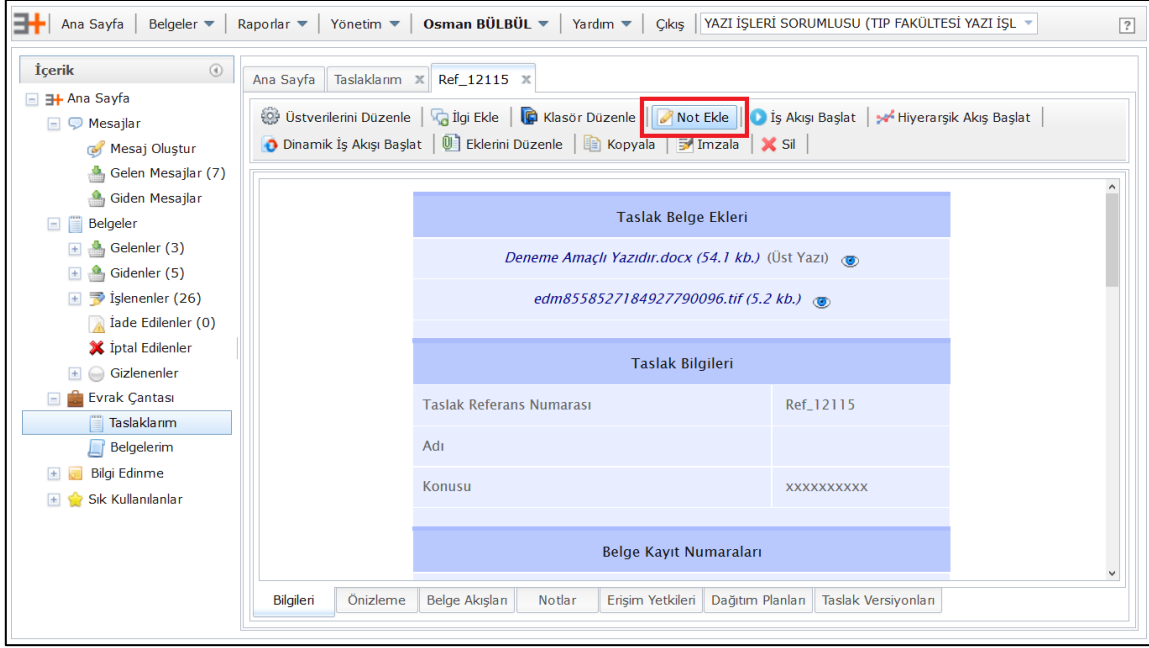 Ana Sayfa Belgeler Raporlar Yönetim Osman BÜLBÜL Yardım Çıkış YAZI İŞLERİ SORUMLUSU (TIP FAKÜLTESİ YAZI İŞL ?
İçerik
Ana Sayfa
Mesajlar
Mesaj Oluştur
Gelen Mesajlar (7)
Giden Mesajlar
Belgeler
Gelenler (3)
Gidenler (5)
İşlenenler (26)
İade Edilenler (0)
İptal Edilenler
Gizlenenler
Evrak Çantası
Taslaklarım
Belgelerim
Bilgi Edinme
Sık Kullanılanlar
Ana Sayfa Taslaklarım x Ref_12115 x
Üstverilerini Düzenle İlgi Ekle Klasör Düzenle Not Ekle İş Akışı Başlat Hiyerarşik Akış Başlat
Dinamik İş Akışı Başlat Eklerini Düzenle Kopyala İmzala Sil
Taslak Belge Ekleri
Deneme Amaçlı Yazıdır.docx (54.1 kb.) (Üst Yazı)
edm8558527184927790096.tif (5.2 kb.)
Taslak Bilgileri
Taslak Referans Numarası Ref_12115
Adı
Konusu xxxxxxxxxx
Belge Kayıt Numaraları
Bilgileri Önizleme Belge Akışları Notlar Erişim Yetkileri Dağıtım Planları Taslak Versiyonları